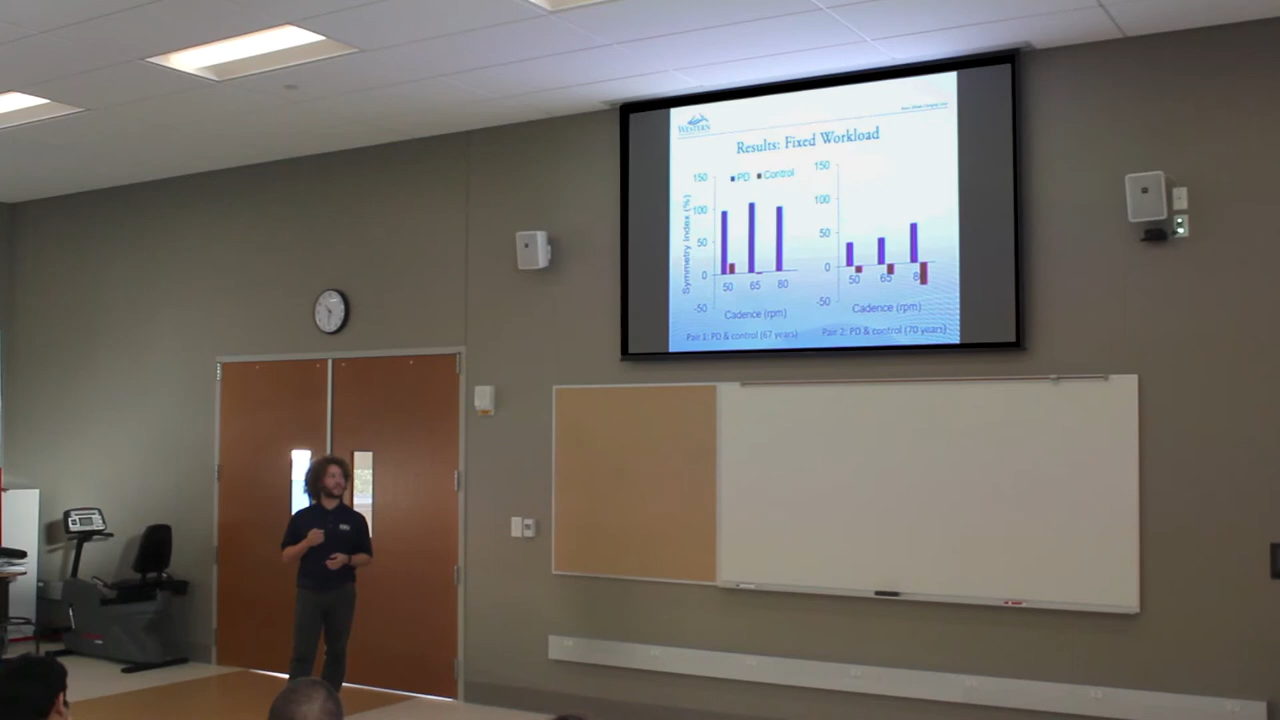 WESTERN
Results: Fixed Workload
150
100
50
0
-50
Symmetry Index (%)
PD
Control
50
65
80
Cadence (rpm)
Pair 1: PD & control (67 years)
150
100
50
0
-50
50
65
Cadence (rpm)
Pair 2: PD & control (70 years)